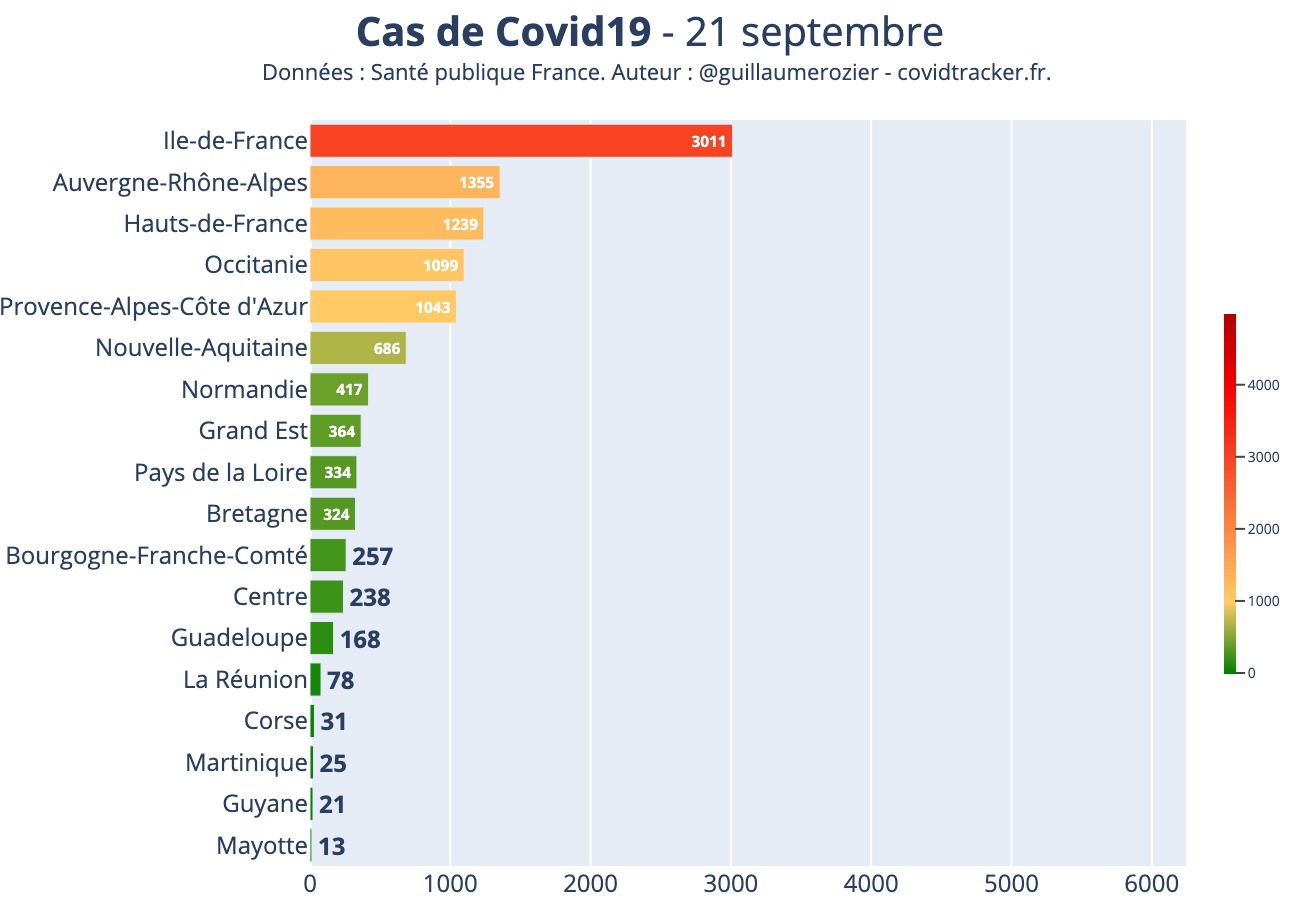 Cas de Covid19 - 21 septembre
Données : Santé publique France. Auteur : @guillaumerozier - covidtracker.fr.
Ile-de-France 3011
Auvergne-Rhône-Alpes 1355
Hauts-de-France 1239
Occitanie 1099
Provence-Alpes-Côte d'Azur 1043
Nouvelle-Aquitaine 686
Normandie 417
Grand Est 364
Pays de la Loire 334
Bretagne 324
Bourgogne-Franche-Comté 257
Centre 238
Guadeloupe 168
La Réunion 78
Corse 31
Martinique 25
Guyane 21
Mayotte 13
0 1000 2000 3000 4000 5000 6000
4000
3000
2000
1000
0